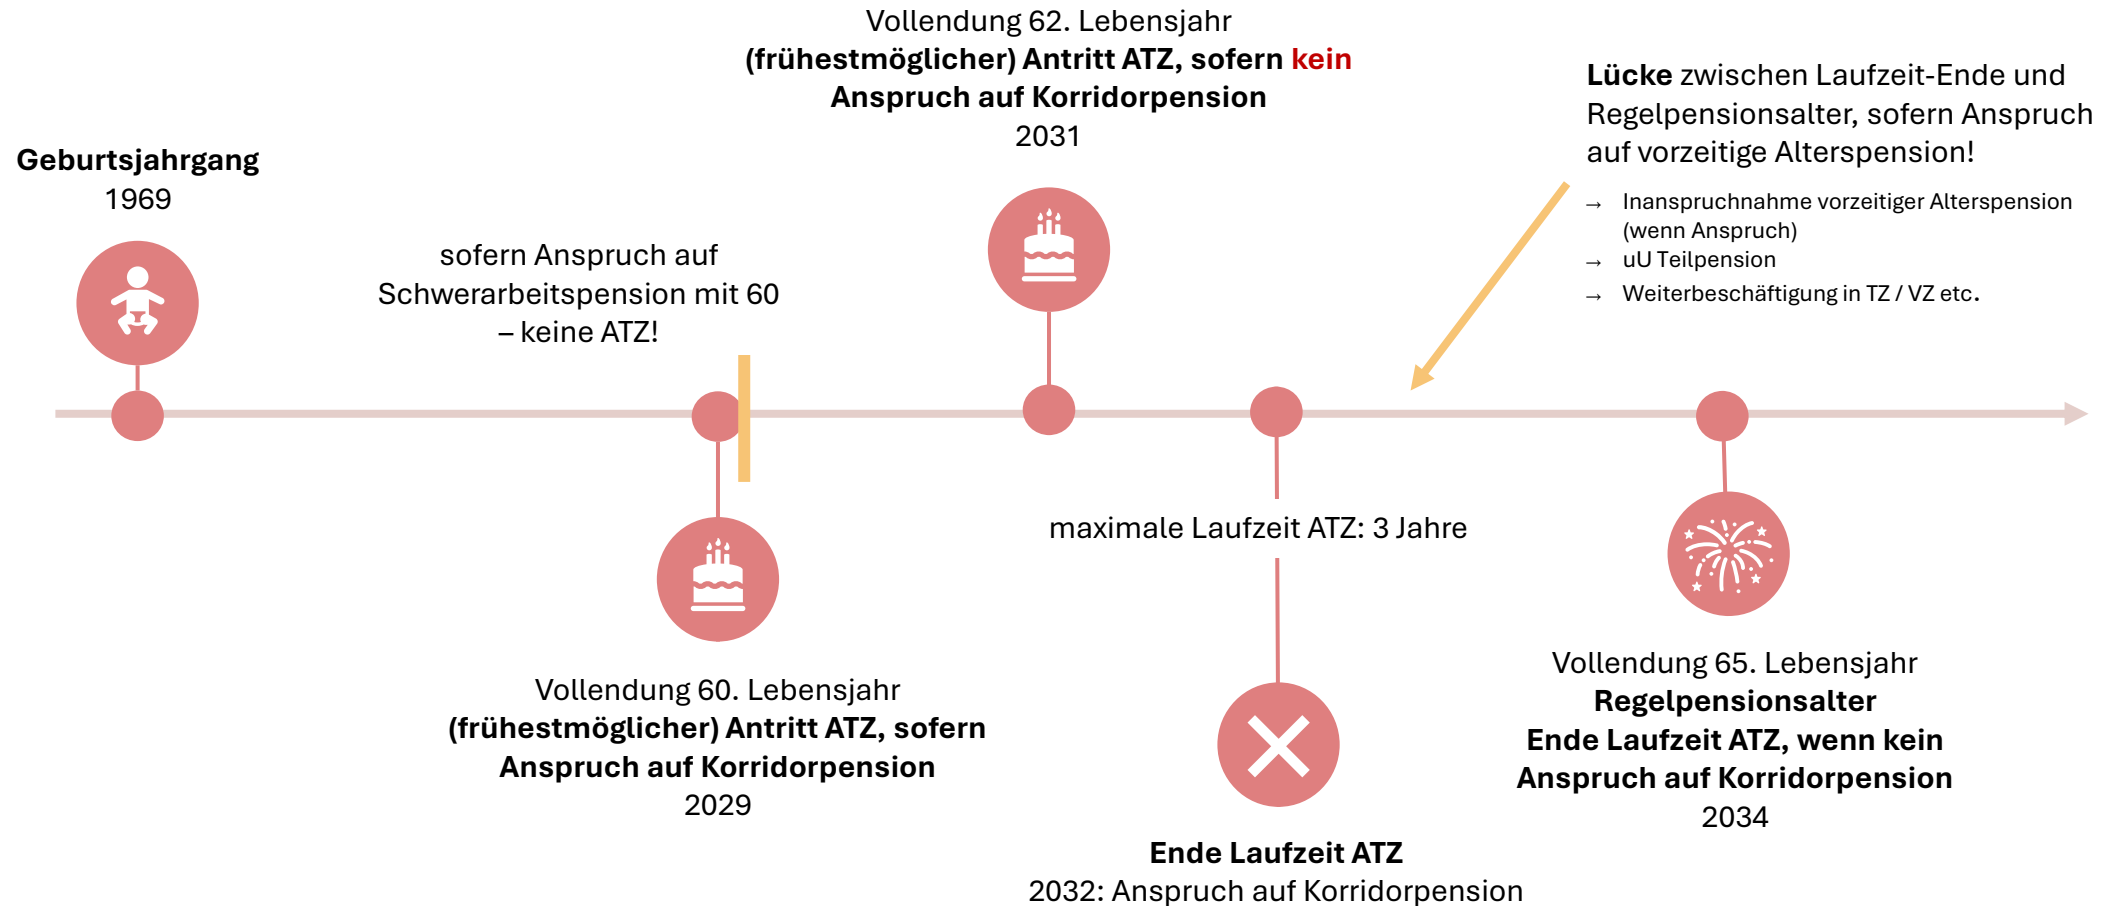 Geburtsjahrgang
1969
sofern Anspruch auf
Schwerarbeitspension mit 60
– keine ATZ!
Vollendung 60. Lebensjahr
(frühestmöglicher) Antritt ATZ, sofern
Anspruch auf Korridorpension
2029
Vollendung 62. Lebensjahr
(frühestmöglicher) Antritt ATZ, sofern kein
Anspruch auf Korridorpension
2031
maximale Laufzeit ATZ: 3 Jahre
Ende Laufzeit ATZ
2032: Anspruch auf Korridorpension
Lücke zwischen Laufzeit-Ende und
Regelpensionsalter, sofern Anspruch
auf vorzeitige Alterspension!
→ Inanspruchnahme vorzeitiger Alterspension
(wenn Anspruch)
→ uU Teilpension
→ Weiterbeschäftigung in TZ / VZ etc.
Vollendung 65. Lebensjahr
Regelpensionsalter
Ende Laufzeit ATZ, wenn kein
Anspruch auf Korridorpension
2034